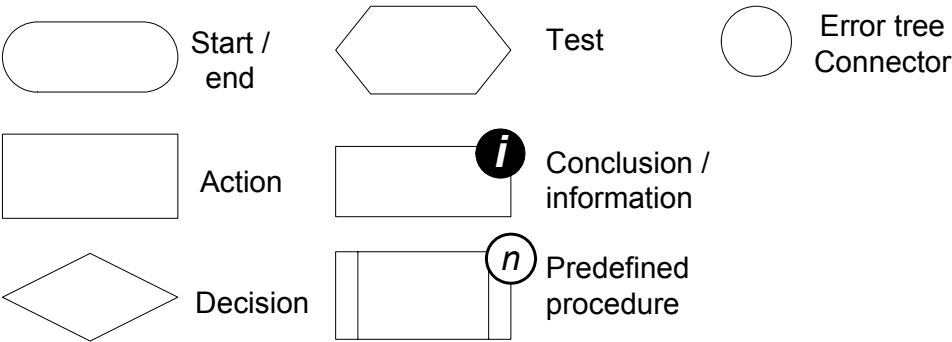 Start /
end
Test
Error tree
Connector
Action
i
Conclusion /
information
Decision
n
Predefined
procedure